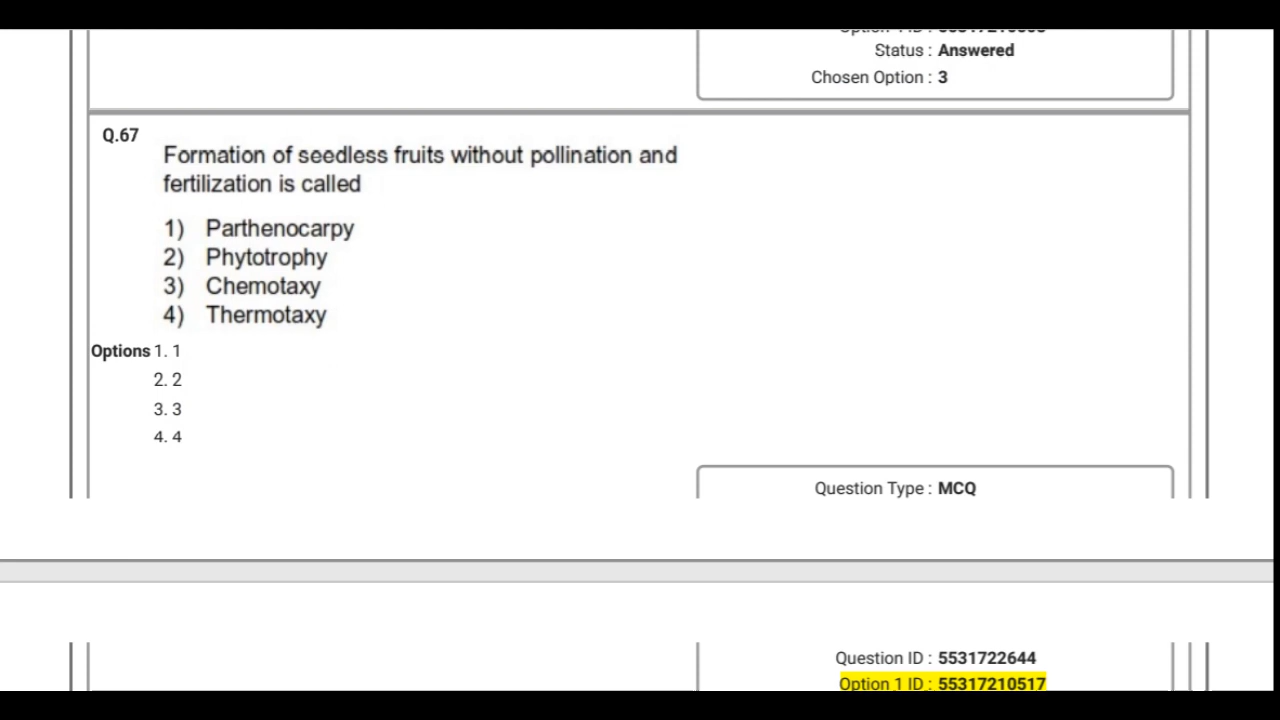 Status : Answered
Chosen Option : 3
Q.67
Formation of seedless fruits without pollination and
fertilization is called
1) Parthenocarpy
2) Phytotrophy
3) Chemotaxy
4) Thermotaxy
Options 1. 1
2. 2
3. 3
4. 4
Question Type : MCQ
Question ID : 5531722644
Option 1 ID : 55317210517